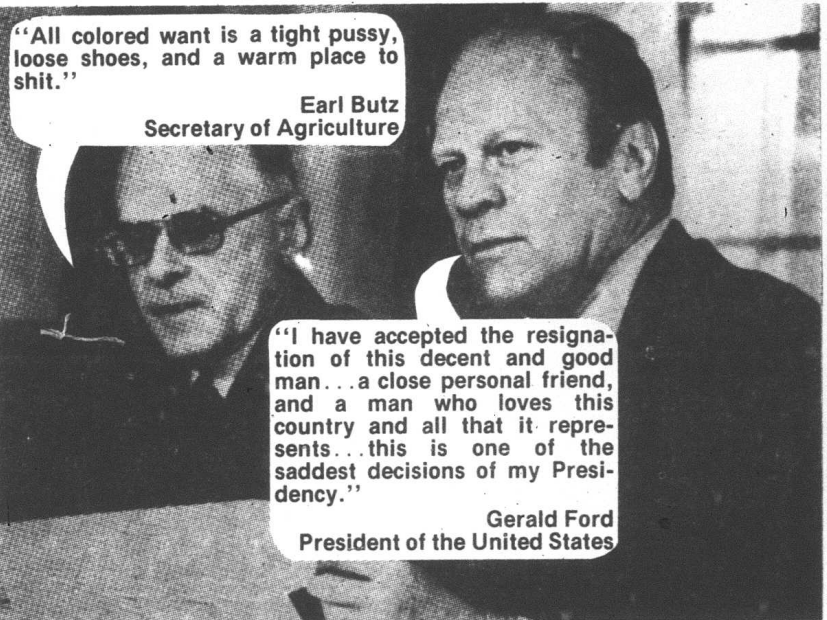 “All colored want is a tight pussy,
loose shoes, and a warm place to
shit.”
Earl Butz
Secretary of Agriculture
“I have accepted the resigna-
tion of this decent and good
man...a close personal friend,
and a man who loves this
country and all that it repre-
sents...this is one of the
saddest decisions of my Presi-
dency.”
Gerald Ford
President of the United States